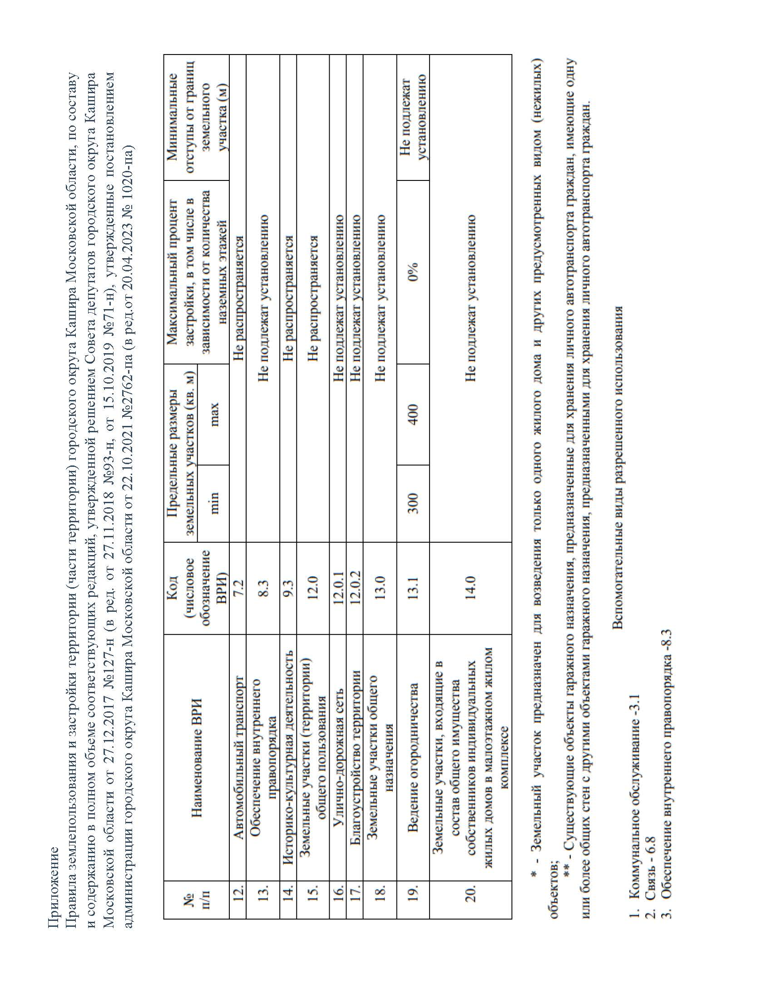 Приложение
Правила землепользования и застройки территории (части территории) городского округа Кашира Московской области, по составу
и содержанию в полном объеме соответствующих редакций, утвержденной решением Совета депутатов городского округа Кашира
Московской области от 27.12.2017 №127-н (в ред. от 27.11.2018 №93-н, от 15.10.2019 №71-н), утвержденные постановлением
администрации городского округа Кашира Московской области от 22.10.2021 №2762-па (в ред.от 20.04.2023 № 1020-па)
№
п/п
Наименование ВРИ
Код
(числовое
обозначение
ВРИ)
Предельные размеры
земельных участков (кв. м)
min
max
Максимальный процент
застройки, в том числе в
зависимости от количества
наземных этажей
Минимальные
отступы от границ
земельного
участка (м)
12. Автомобильный транспорт 7.2 Не распространяется
13. Обеспечение внутреннего
правопорядка
8.3 Не подлежат установлению
14. Историко-культурная деятельность 9.3 Не распространяется
15. Земельные участки (территории)
общего пользования
12.0 Не распространяется
16. Улично-дорожная сеть 12.0.1 Не подлежат установлению
17. Благоустройство территории 12.0.2 Не подлежат установлению
18. Земельные участки общего
назначения
13.0 Не подлежат установлению
19. Ведение огородничества 13.1 300 400 0% Не подлежат
установлению
20. Земельные участки, входящие в
состав общего имущества
собственников индивидуальных
жилых домов в малоэтажном жилом
комплексе
14.0 Не подлежат установлению
* - Земельный участок предназначен для возведения только одного жилого дома и других предусмотренных видом (нежилых)
объектов;
** - Существующие объекты гаражного назначения, предназначенные для хранения личного автотранспорта граждан, имеющие одну
или более общих стен с другими объектами гаражного назначения, предназначенными для хранения личного автотранспорта граждан.
Вспомогательные виды разрешенного использования
1. Коммунальное обслуживание -3.1
2. Связь - 6.8
3. Обеспечение внутреннего правопорядка -8.3